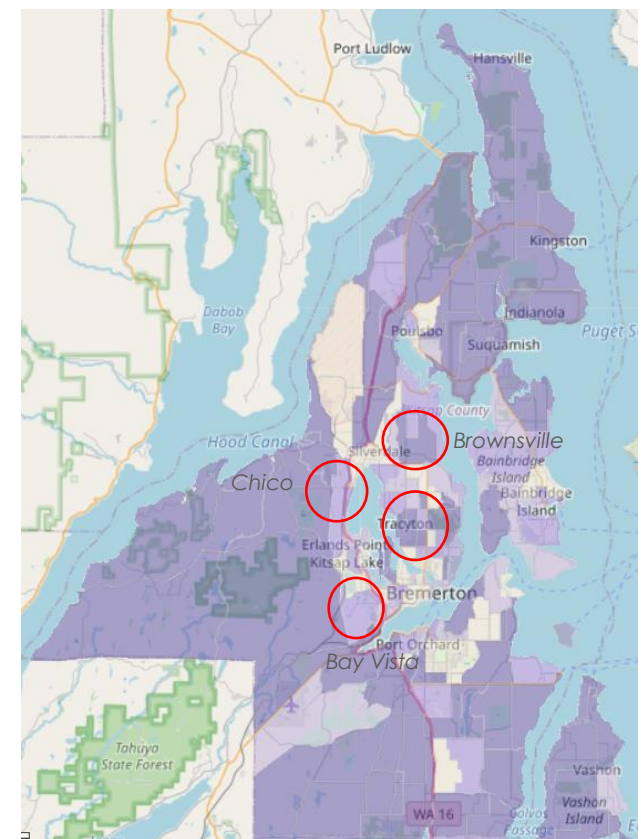 Port Ludlow
Hansville
Kingston
Dabob
Bay
Indianola
Poulsbo
Suquamish
Puget S
Kitsap County
Hood Canal
Silverdale
Brownsville
Bainbridge
Island
Chico
Bainbridge
Island
Tracyton
Erlands Point
Kitsap Lake
Bremerton
Port Orchard
Bay Vista
Tahuya
State Forest
Vashon
Vashon
Island
WA 16
Colvos
Passage